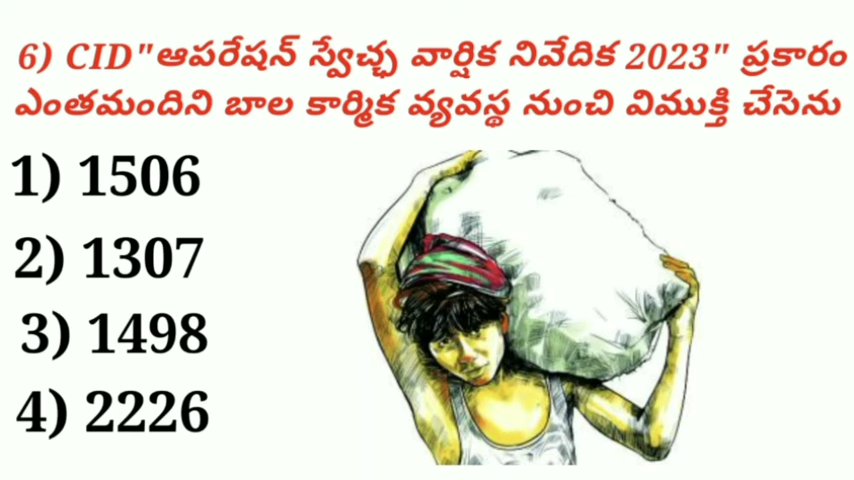 6) CID"ఆపరేషన్ స్వేచ్ఛ వార్షిక నివేదిక 2023" ప్రకారం
ఎంతమందిని బాల కార్మిక వ్యవస్థ నుంచి విముక్తి చేసెను
1) 1506
2) 1307
3) 1498
4) 2226